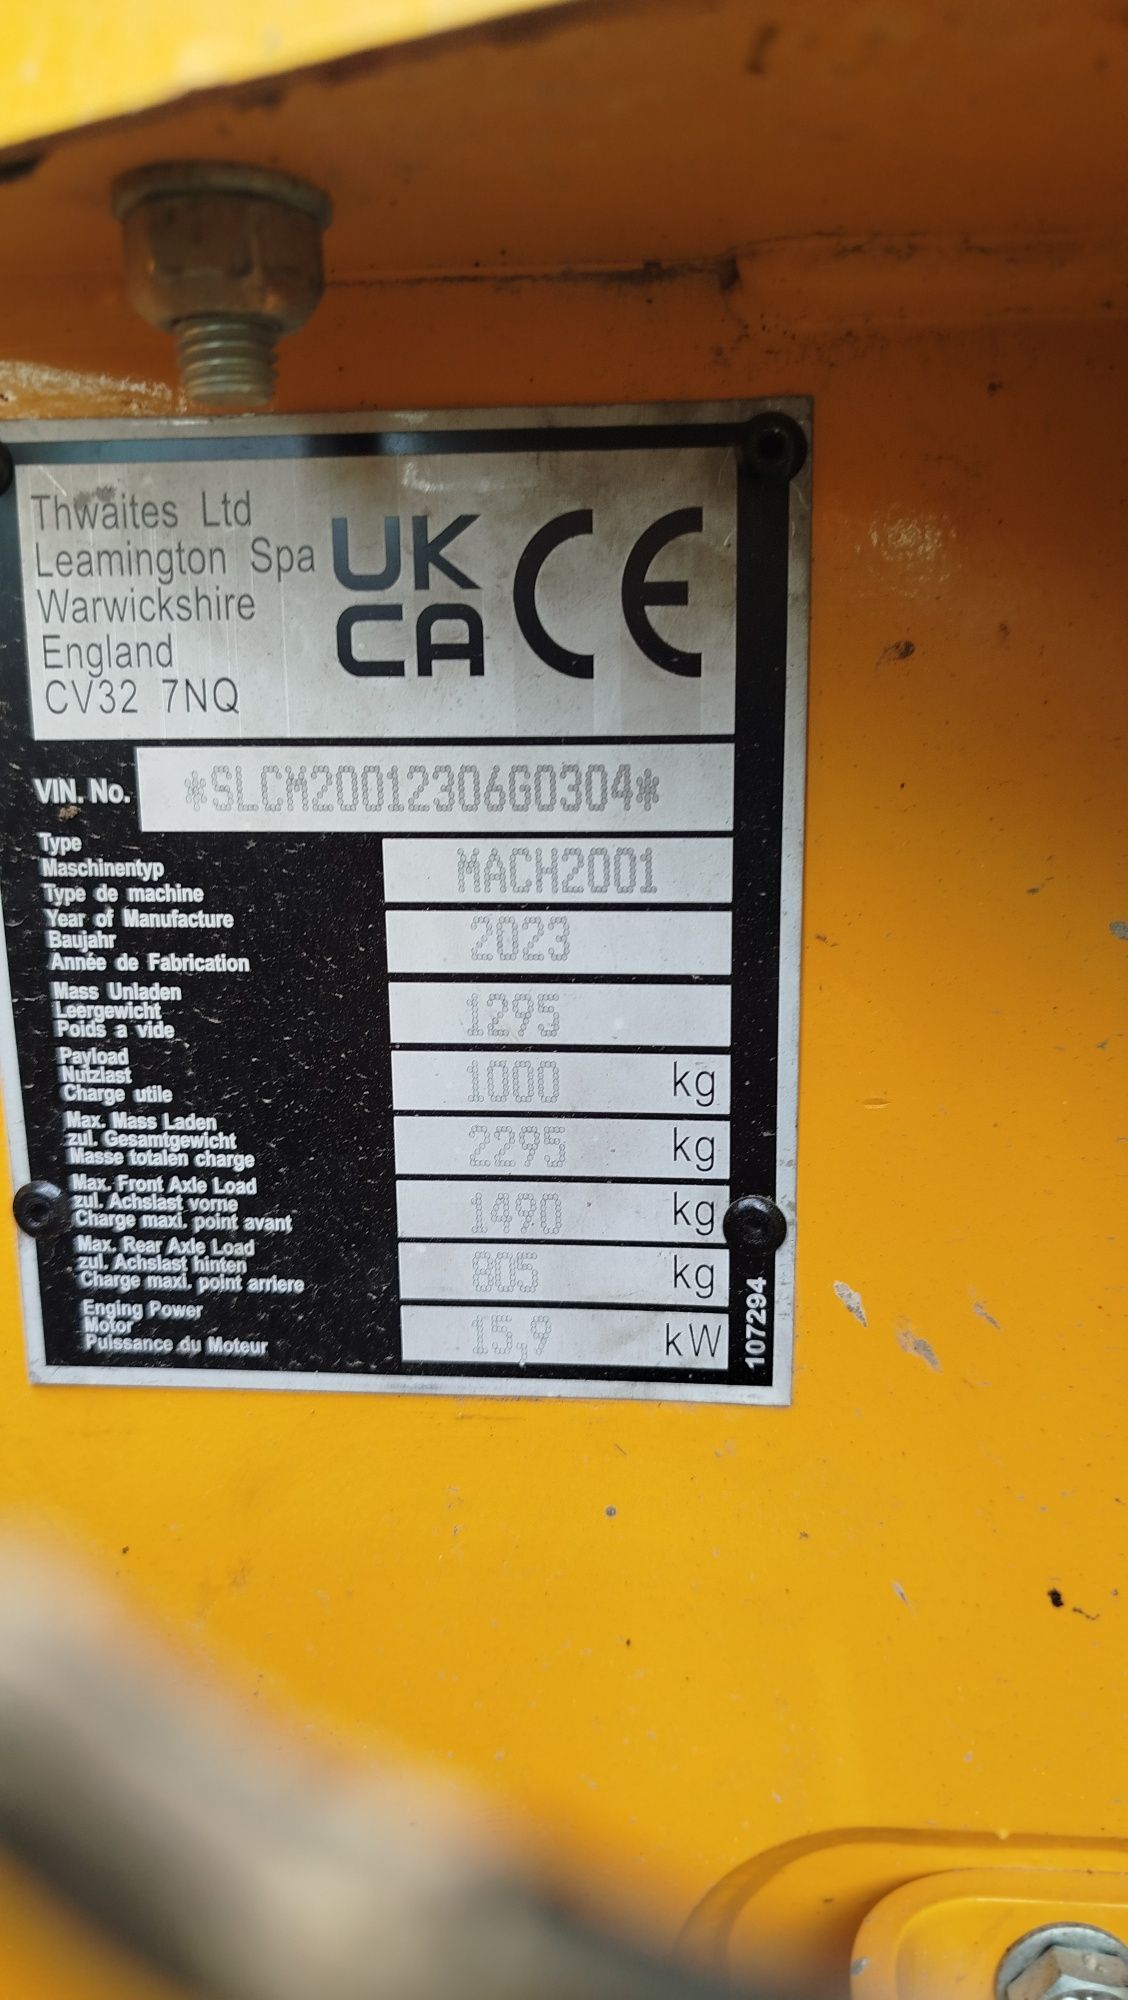 Thwaites Ltd
Leamington Spa
Warwickshire
England
CV32 7NQ
UK
CA
CE
VIN. No. *SLCM20012306G0304*
Type
Maschinentyp
Type de machine
MACH2001
Year of Manufacture
Baujahr
Année de Fabrication
2023
Mass Unladen
Leergewicht
Poids a vide
1295
Payload
Nutzlast
Charge utile
1000 kg
Max. Mass Laden
zul. Gesamtgewicht
Masse totalen charge
2295 kg
Max. Front Axle Load
zul. Achslast vorne
Charge maxi. point avant
1490 kg
Max. Rear Axle Load
zul. Achslast hinten
Charge maxi. point arriere
805 kg
Enging Power
Motor
Puissance du Moteur
15,9 kW
107294